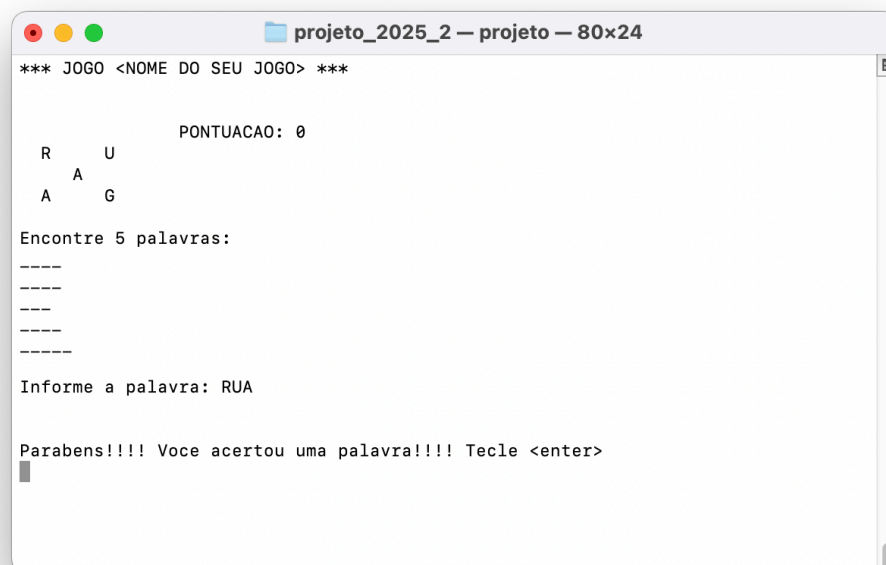 projeto_2025_2 — projeto — 80×24
*** JOGO <NOME DO SEU JOGO> ***
PONTUACAO: 0
R U
A
A G
Encontre 5 palavras:
----
----
---
----
-----
Informe a palavra: RUA
Parabens!!!! Voce acertou uma palavra!!!! Tecle <enter>